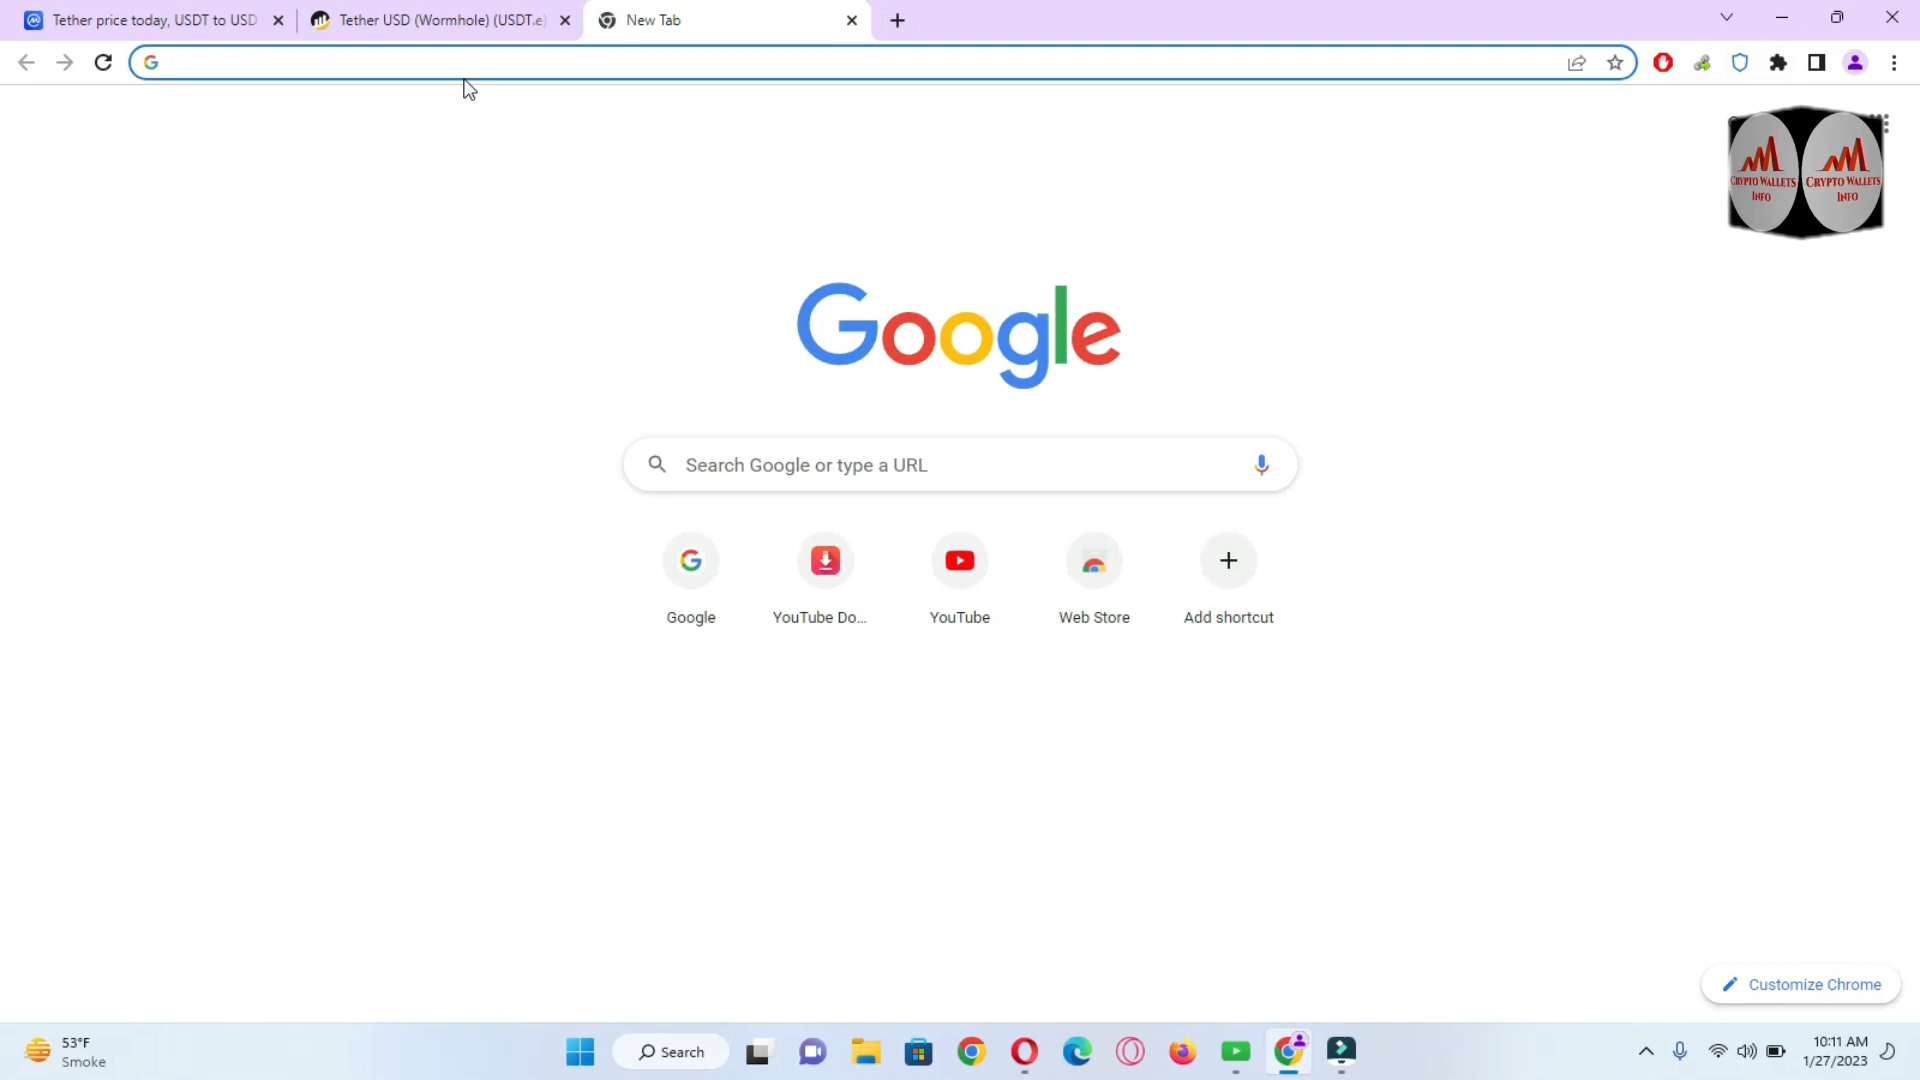 Tether price today, USDT to USD
Tether USD (Wormhole) (USDT.e)
New Tab
CRYPTO WALLETS
INFO
CRYPTO WALLETS
INFO
Google
Search Google or type a URL
Google
YouTube Do...
YouTube
Web Store
Add shortcut
Customize Chrome
53°F
Smoke
Search
10:11 AM
1/27/2023